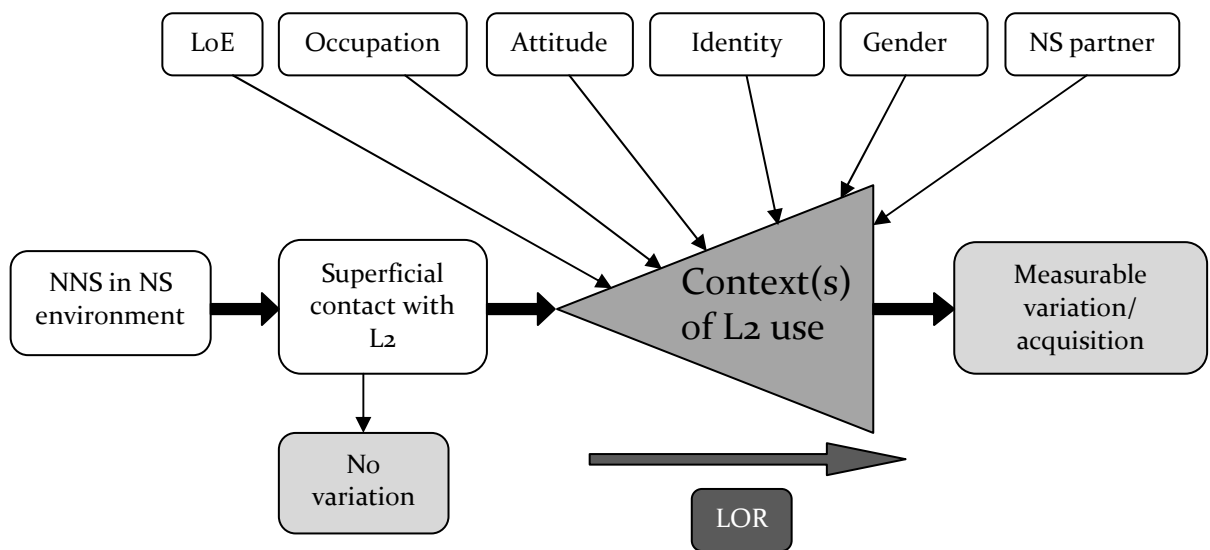 LoE
Occupation
Attitude
Identity
Gender
NS partner
NNS in NS
environment
Superficial
contact with
L2
Context(s)
of L2 use
Measurable
variation/
acquisition
No
variation
LOR